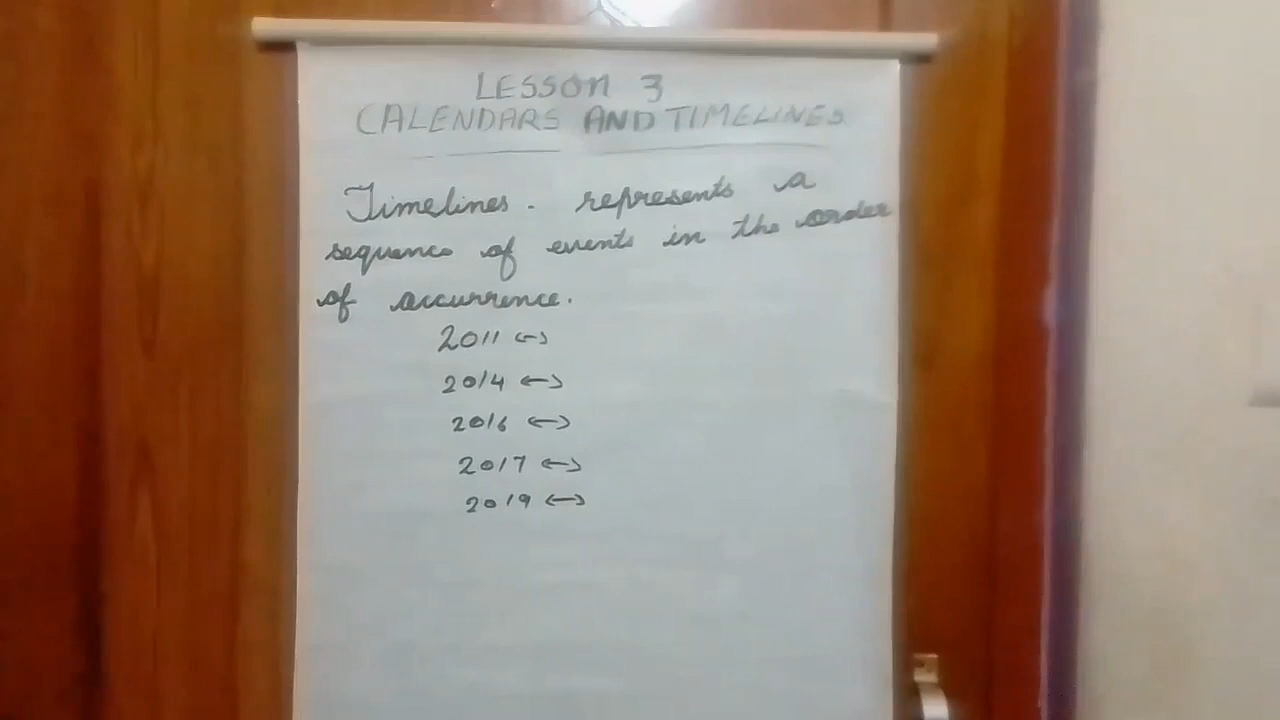 LESSON 3
CALENDARS AND TIMELINES
Timelines. represents a
sequence of events in the order
of occurrence.
2011 ↔
2014 ↔
2016 ↔
2017 ↔
2019 ↔